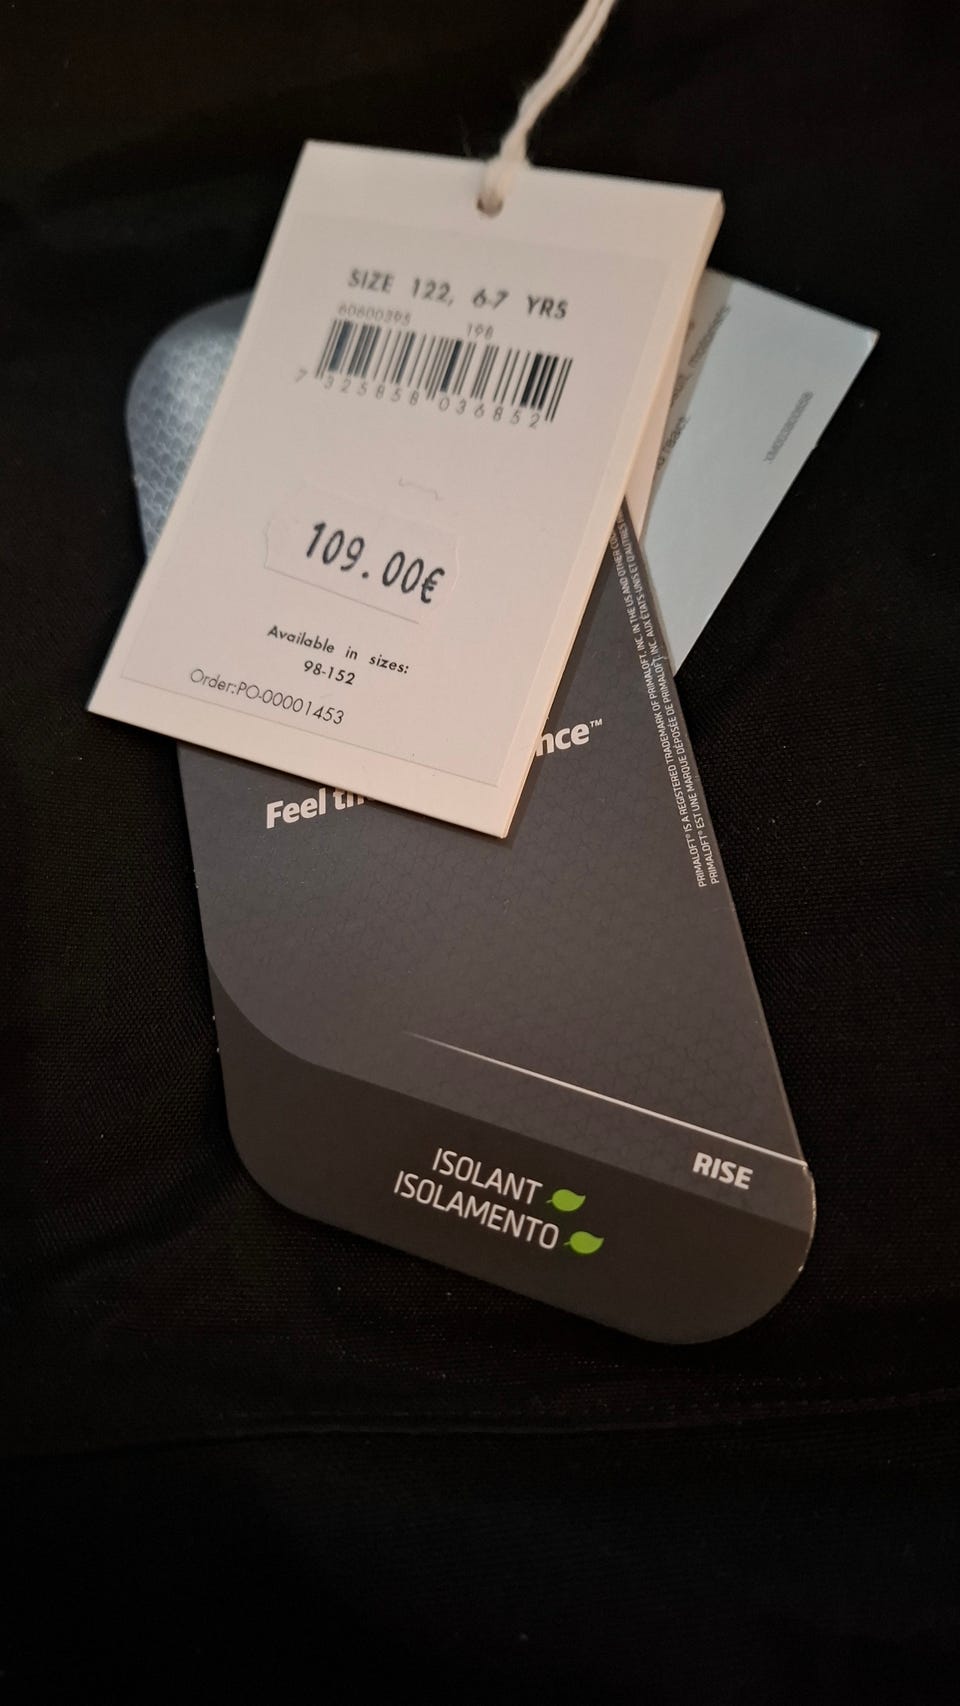 SIZE 122, 6-7 YRS
60600395 198
7 325858 036852
109.00€
Available in sizes:
98-152
Order:PO-00001453
nce™
Feel th
PRIMALOFT® IS A REGISTERED TRADEMARK OF PRIMALOFT, INC. IN THE US AND OTHER
PRIMALOFT® EST UNE MARQUE DÉPOSÉE DE PRIMALOFT, INC. AUX ÉTATS-UNIS ET D'AUTRES
RISE
ISOLANT
ISOLAMENTO